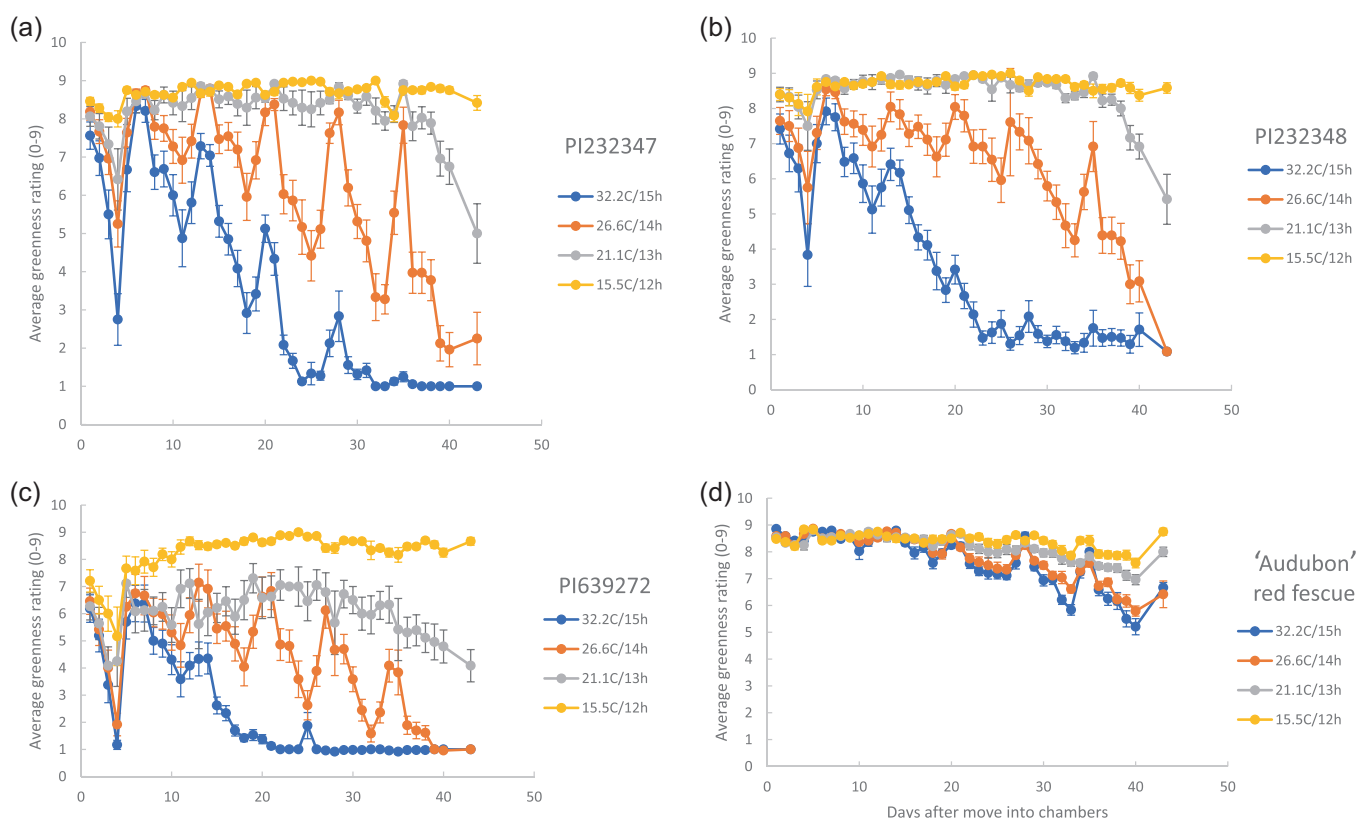 (a)
10
9
8
7
6
5
4
3
2
1
0
Average greenness rating (0-9)
0 10 20 30 40 50
PI232347
32.2C/15h
26.6C/14h
21.1C/13h
15.5C/12h
(b)
10
9
8
7
6
5
4
3
2
1
0
Average greenness rating (0-9)
0 10 20 30 40 50
PI232348
32.2C/15h
26.6C/14h
21.1C/13h
15.5C/12h
(c)
10
9
8
7
6
5
4
3
2
1
0
Average greenness rating (0-9)
0 10 20 30 40 50
PI639272
32.2C/15h
26.6C/14h
21.1C/13h
15.5C/12h
(d)
10
9
8
7
6
5
4
3
2
1
0
Average greenness rating (0-9)
0 10 20 30 40 50
Days after move into chambers
'Audubon'
red fescue
32.2C/15h
26.6C/14h
21.1C/13h
15.5C/12h